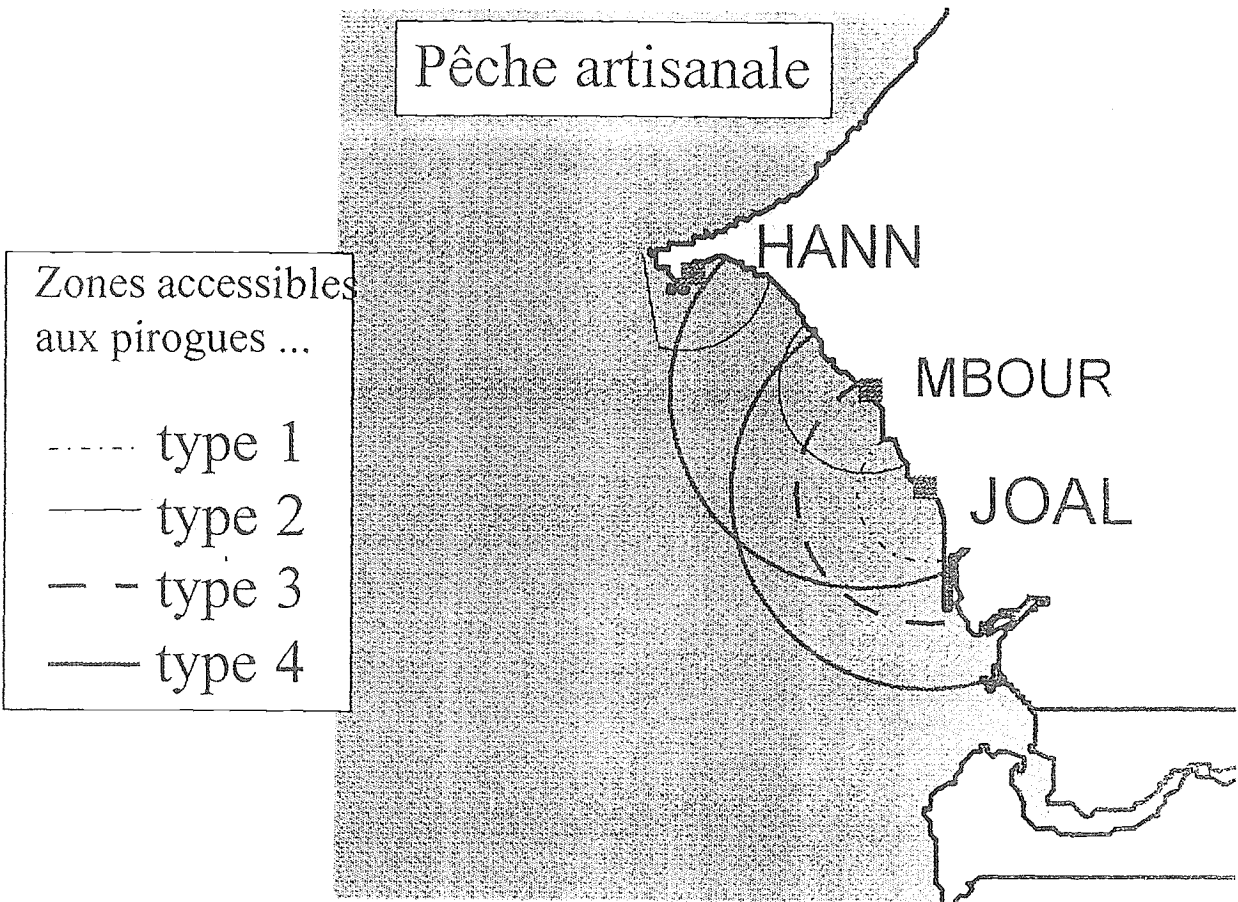 Pêche artisanale
HANN
Zones accessibles
aux pirogues ...
MBOUR
type 1
JOAL
type 2
type 3
type 4